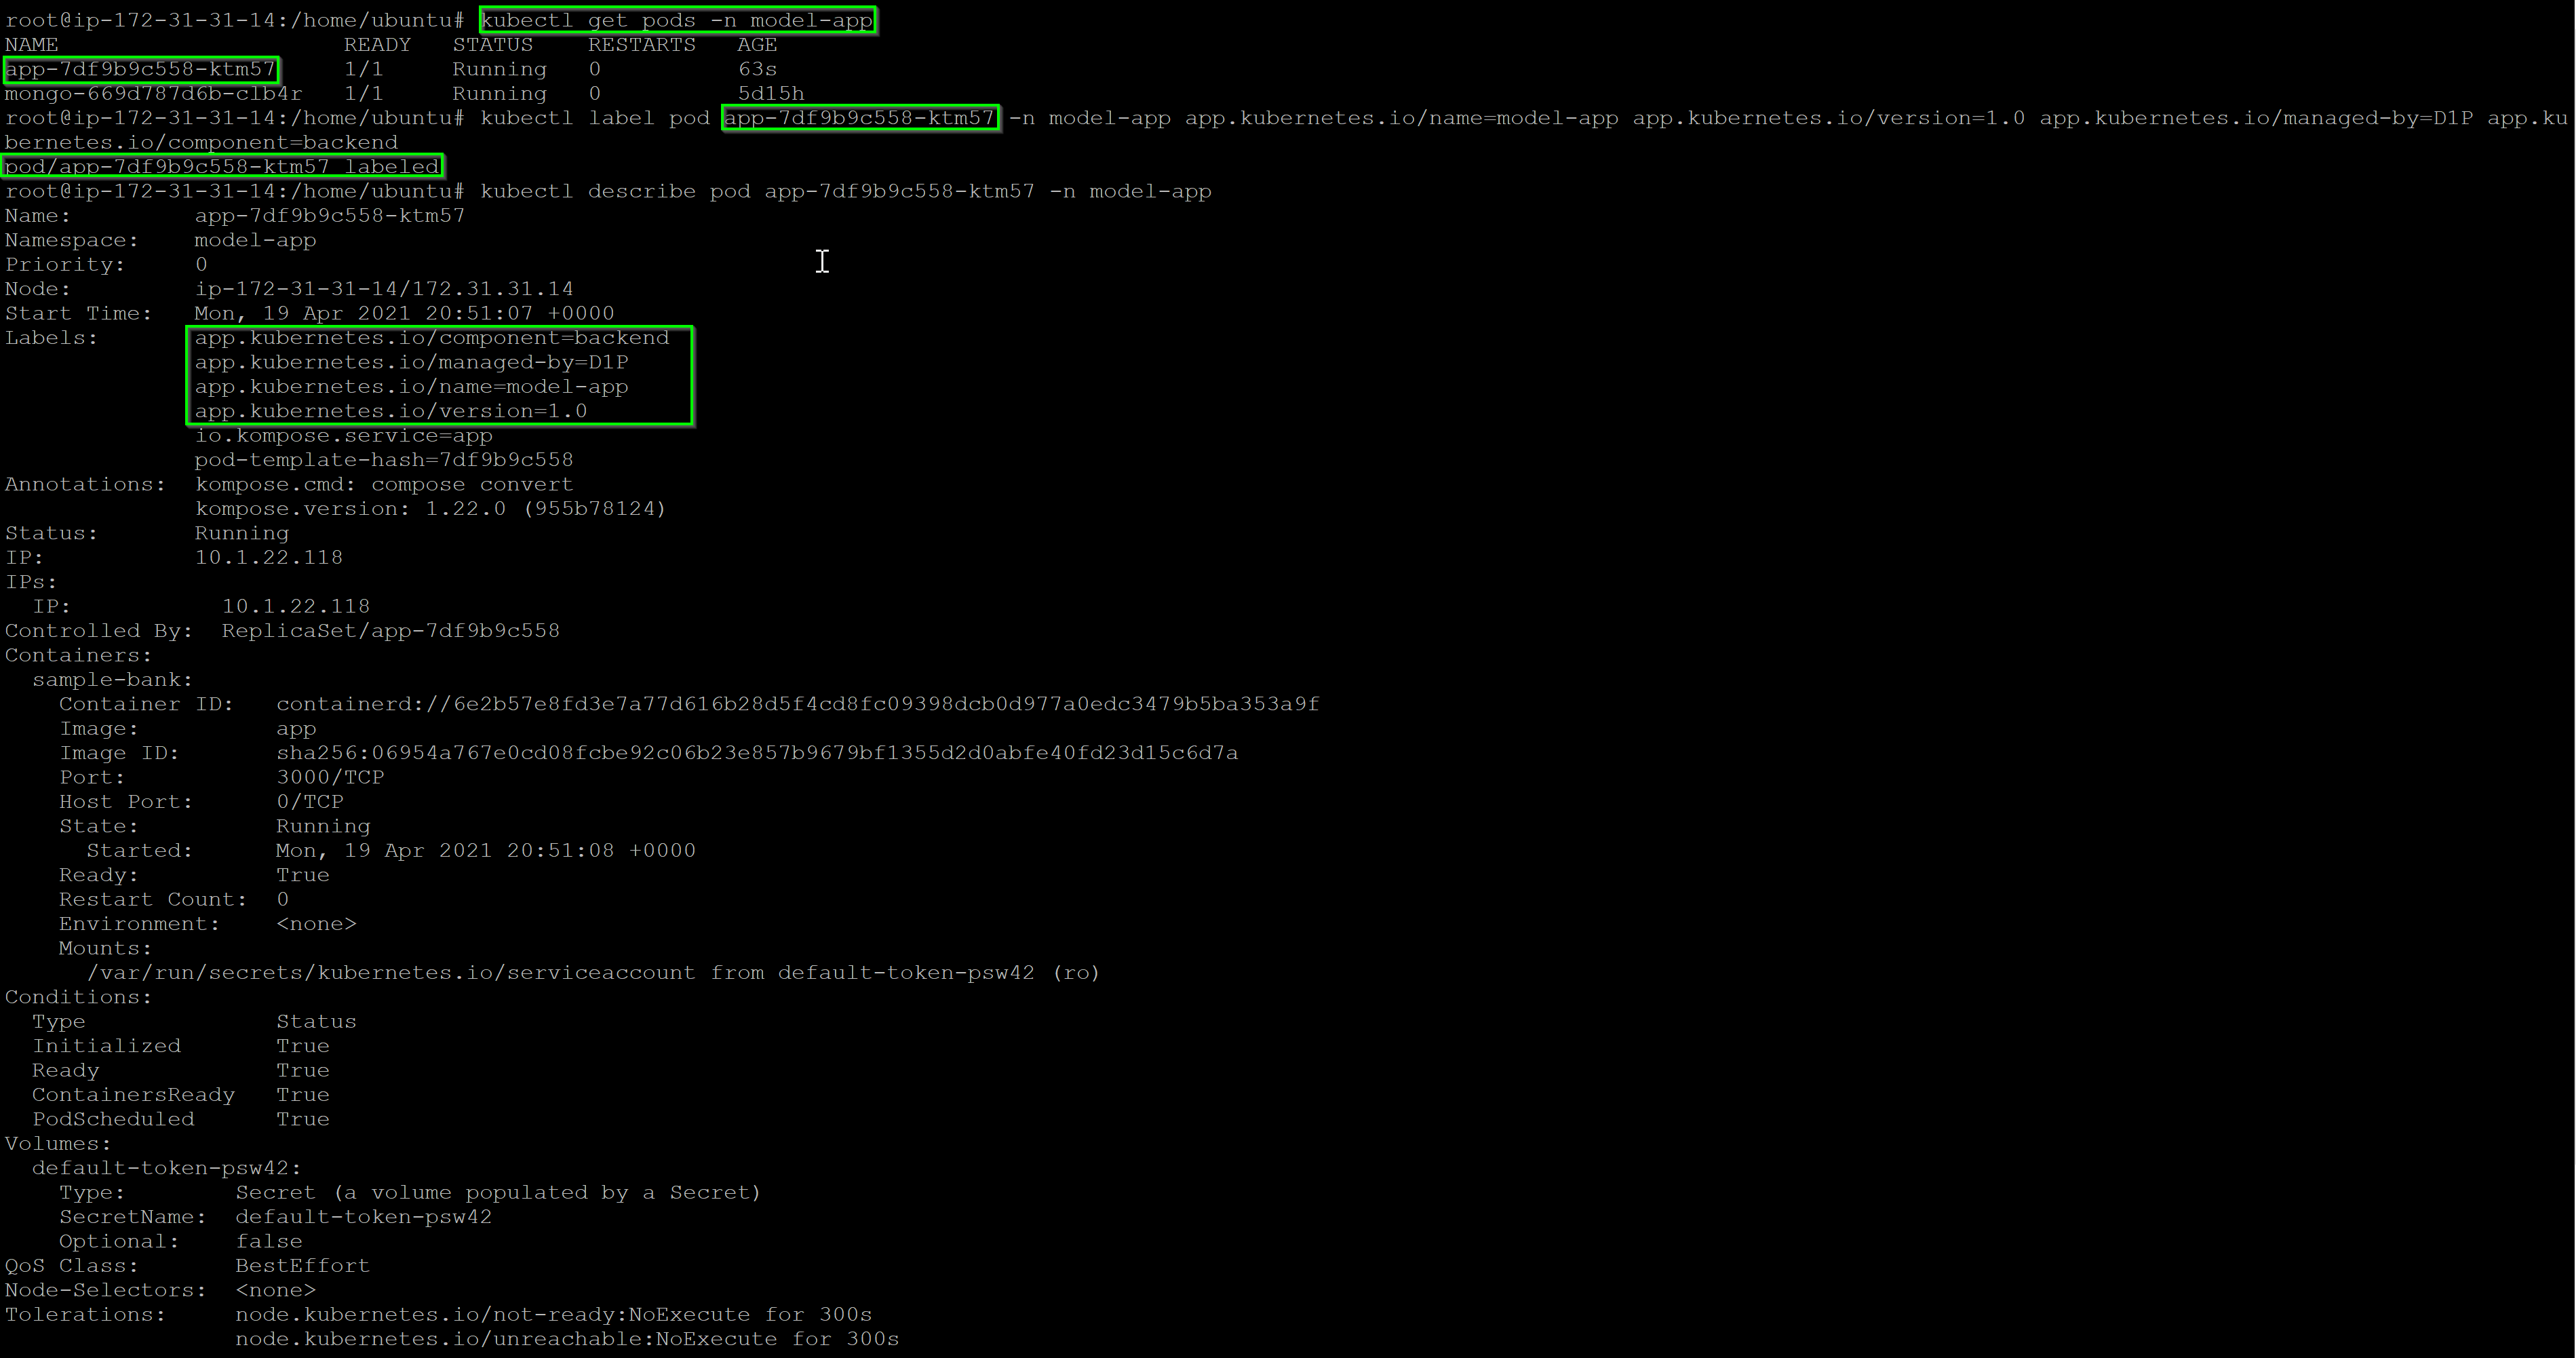 root@ip-172-31-31-14:/home/ubuntu# kubectl get pods -n model-app
NAME                     READY   STATUS    RESTARTS   AGE
app-7df9b9c558-ktm57     1/1     Running   0          63s
mongo-669d787d6b-clb4r   1/1     Running   0          5d15h
root@ip-172-31-31-14:/home/ubuntu# kubectl label pod app-7df9b9c558-ktm57 -n model-app app.kubernetes.io/name=model-app app.kubernetes.io/version=1.0 app.kubernetes.io/managed-by=D1P app.ku
bernetes.io/component=backend
pod/app-7df9b9c558-ktm57 labeled
root@ip-172-31-31-14:/home/ubuntu# kubectl describe pod app-7df9b9c558-ktm57 -n model-app
Name:         app-7df9b9c558-ktm57
Namespace:    model-app
Priority:     0
Node:         ip-172-31-31-14/172.31.31.14
Start Time:   Mon, 19 Apr 2021 20:51:07 +0000
Labels:       app.kubernetes.io/component=backend
              app.kubernetes.io/managed-by=D1P
              app.kubernetes.io/name=model-app
              app.kubernetes.io/version=1.0
              io.kompose.service=app
              pod-template-hash=7df9b9c558
Annotations:  kompose.cmd: compose convert
              kompose.version: 1.22.0 (955b78124)
Status:       Running
IP:           10.1.22.118
IPs:
  IP:           10.1.22.118
Controlled By:  ReplicaSet/app-7df9b9c558
Containers:
  sample-bank:
    Container ID:   containerd://6e2b57e8fd3e7a77d616b28d5f4cd8fc09398dcb0d977a0edc3479b5ba353a9f
    Image:          app
    Image ID:       sha256:06954a767e0cd08fcbe92c06b23e857b9679bf1355d2d0abfe40fd23d15c6d7a
    Port:           3000/TCP
    Host Port:      0/TCP
    State:          Running
      Started:      Mon, 19 Apr 2021 20:51:08 +0000
    Ready:          True
    Restart Count:  0
    Environment:    <none>
    Mounts:
      /var/run/secrets/kubernetes.io/serviceaccount from default-token-psw42 (ro)
Conditions:
  Type              Status
  Initialized       True
  Ready             True
  ContainersReady   True
  PodScheduled      True
Volumes:
  default-token-psw42:
    Type:        Secret (a volume populated by a Secret)
    SecretName:  default-token-psw42
    Optional:    false
QoS Class:       BestEffort
Node-Selectors:  <none>
Tolerations:     node.kubernetes.io/not-ready:NoExecute for 300s
                 node.kubernetes.io/unreachable:NoExecute for 300s